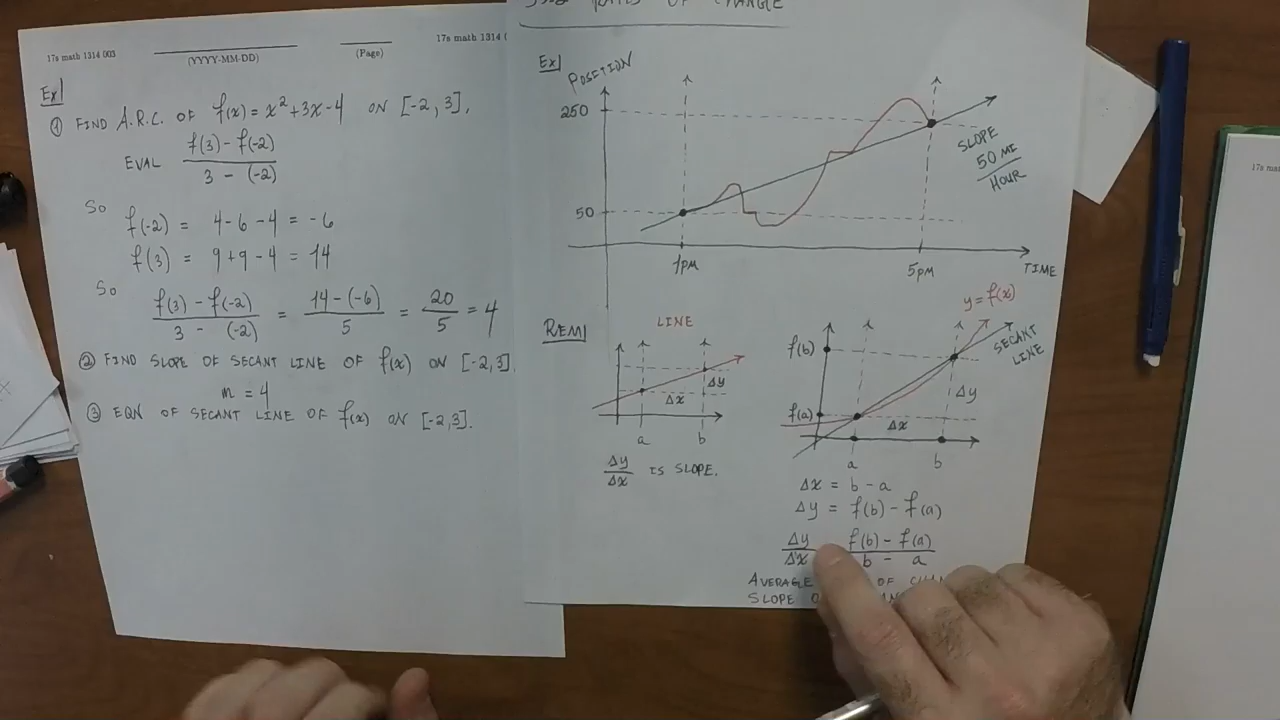 17a math 1314 003
(YYYY-MM-DD)
(Page)
17a math 1314
Ex
① FIND A.R.C. OF f(x) = x² + 3x - 4 ON [-2, 3],
EVAL f(3) - f(-2) / 3 - (-2)
SO
f(-2) = 4 - 6 - 4 = -6
f(3) = 9 + 9 - 4 = 14
SO
f(3) - f(-2) / 3 - (-2) = 14 - (-6) / 5 = 20 / 5 = 4
② FIND SLOPE OF SECANT LINE OF f(x) ON [-2, 3].
m = 4
③ EQN OF SECANT LINE OF f(x) ON [-2, 3].
RATES OF CHANGE
Ex
POSITION
250
50
1PM
5PM
TIME
SLOPE
50 MI / HOUR
REM
LINE
Δy
Δx
a
b
Δy / Δx IS SLOPE.
y = f(x)
SECANT
LINE
f(b)
f(a)
Δy
Δx
a
b
Δx = b - a
Δy = f(b) - f(a)
Δy / Δx f(b) - f(a) / b - a
AVERAGE OF
SLOPE
17a m